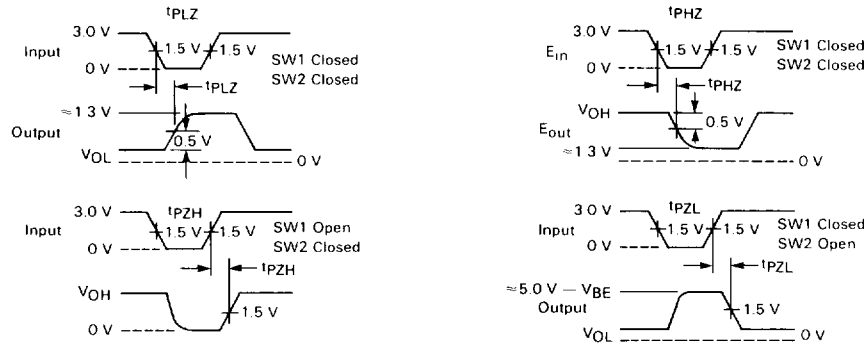 tPLZ
3.0 V
Input
1.5 V
1.5 V
0 V
SW1 Closed
SW2 Closed
tPLZ
≈1.3 V
Output
0.5 V
VOL
0 V
tPHZ
3.0 V
Ein
1.5 V
1.5 V
0 V
SW1 Closed
SW2 Closed
tPHZ
VOH
0.5 V
Eout
≈1.3 V
0 V
tPZH
3.0 V
Input
1.5 V
1.5 V
0 V
SW1 Open
SW2 Closed
tPZH
VOH
1.5 V
0 V
tPZL
3.0 V
Input
1.5 V
1.5 V
0 V
SW1 Closed
SW2 Open
tPZL
≈5.0 V — VBE
Output
1.5 V
VOL
0 V